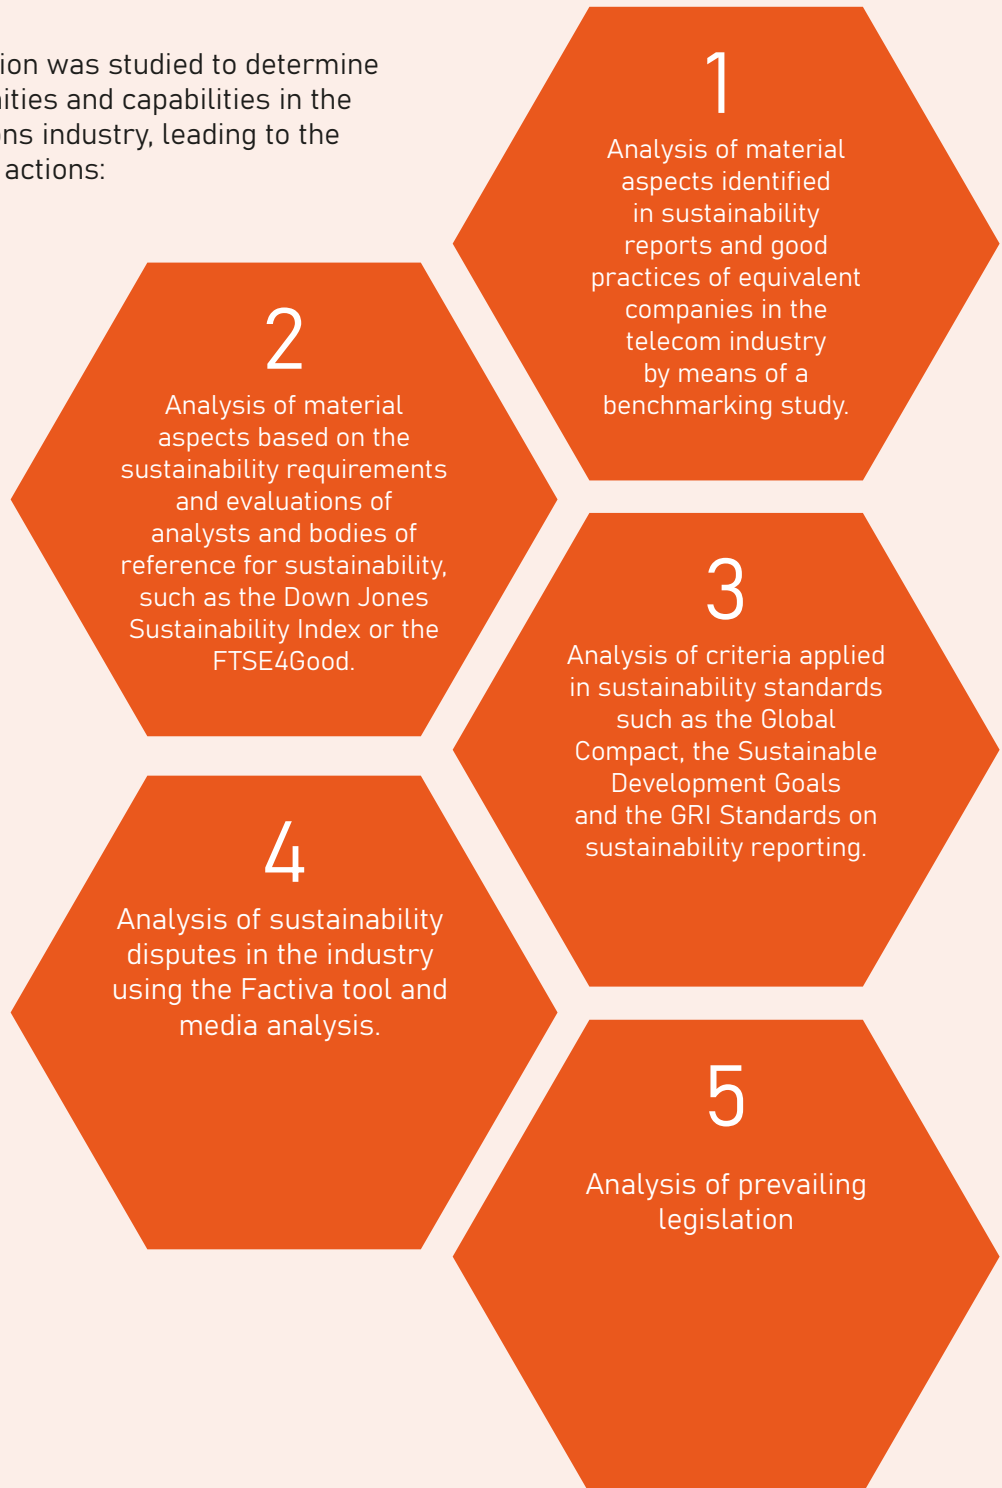 ion was studied to determine
ities and capabilities in the
ons industry, leading to the
actions:
1
Analysis of material
aspects identified
in sustainability
reports and good
practices of equivalent
companies in the
telecom industry
by means of a
benchmarking study.
2
Analysis of material
aspects based on the
sustainability requirements
and evaluations of
analysts and bodies of
reference for sustainability,
such as the Down Jones
Sustainability Index or the
FTSE4Good.
3
Analysis of criteria applied
in sustainability standards
such as the Global
Compact, the Sustainable
Development Goals
and the GRI Standards on
sustainability reporting.
4
Analysis of sustainability
disputes in the industry
using the Factiva tool and
media analysis.
5
Analysis of prevailing
legislation